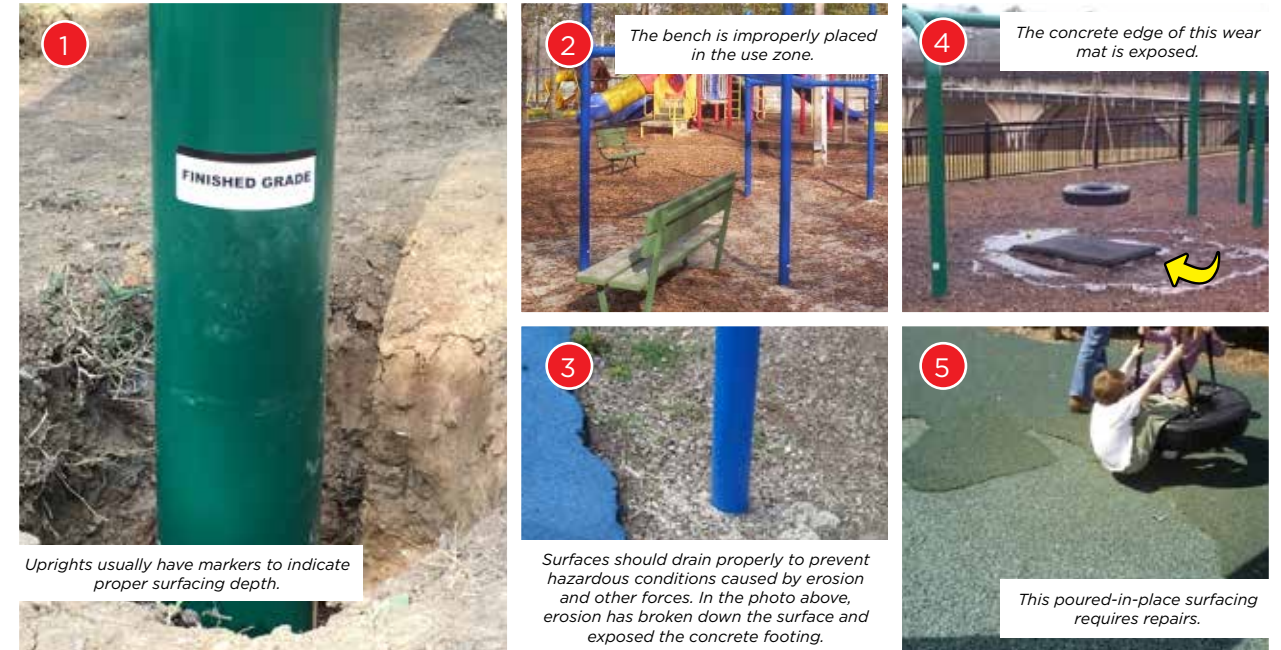 1
FINISHED GRADE
Uprights usually have markers to indicate
proper surfacing depth.
2
The bench is improperly placed
in the use zone.
3
Surfaces should drain properly to prevent
hazardous conditions caused by erosion
and other forces. In the photo above,
erosion has broken down the surface and
exposed the concrete footing.
4
The concrete edge of this wear
mat is exposed.
5
This poured-in-place surfacing
requires repairs.